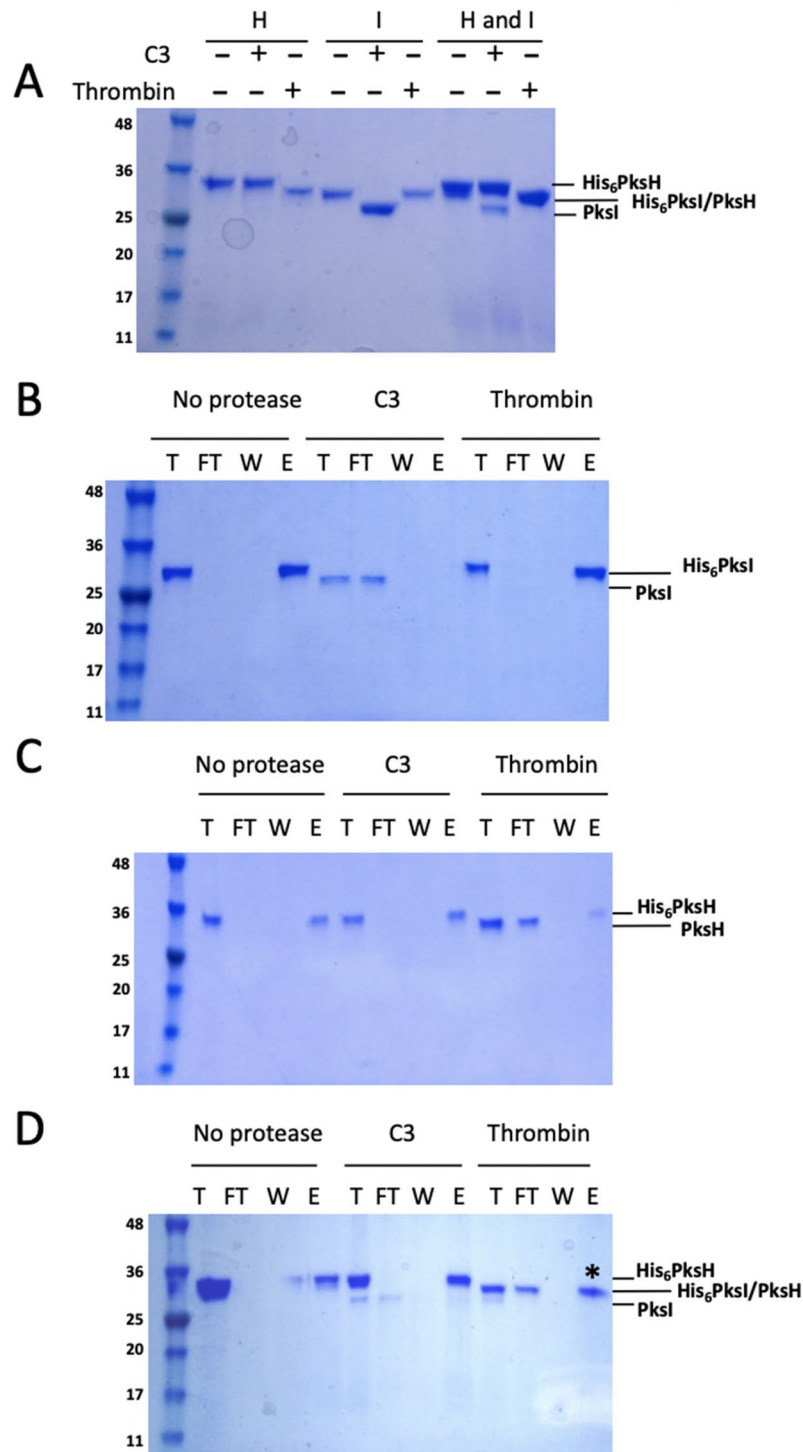 A
H I H and I
C3 – + – – + – – + –
Thrombin – – + – – + – – +
48
36
25
20
17
11
His₆PksH
His₆PksI/PksH
PksI
B
No protease C3 Thrombin
T FT W E T FT W E T FT W E
48
36
25
20
17
11
His₆PksI
PksI
C
No protease C3 Thrombin
T FT W E T FT W E T FT W E
48
36
25
20
17
11
His₆PksH
PksH
D
No protease C3 Thrombin
T FT W E T FT W E T FT W E
48
36
25
20
17
11
*
His₆PksH
His₆PksI/PksH
PksI